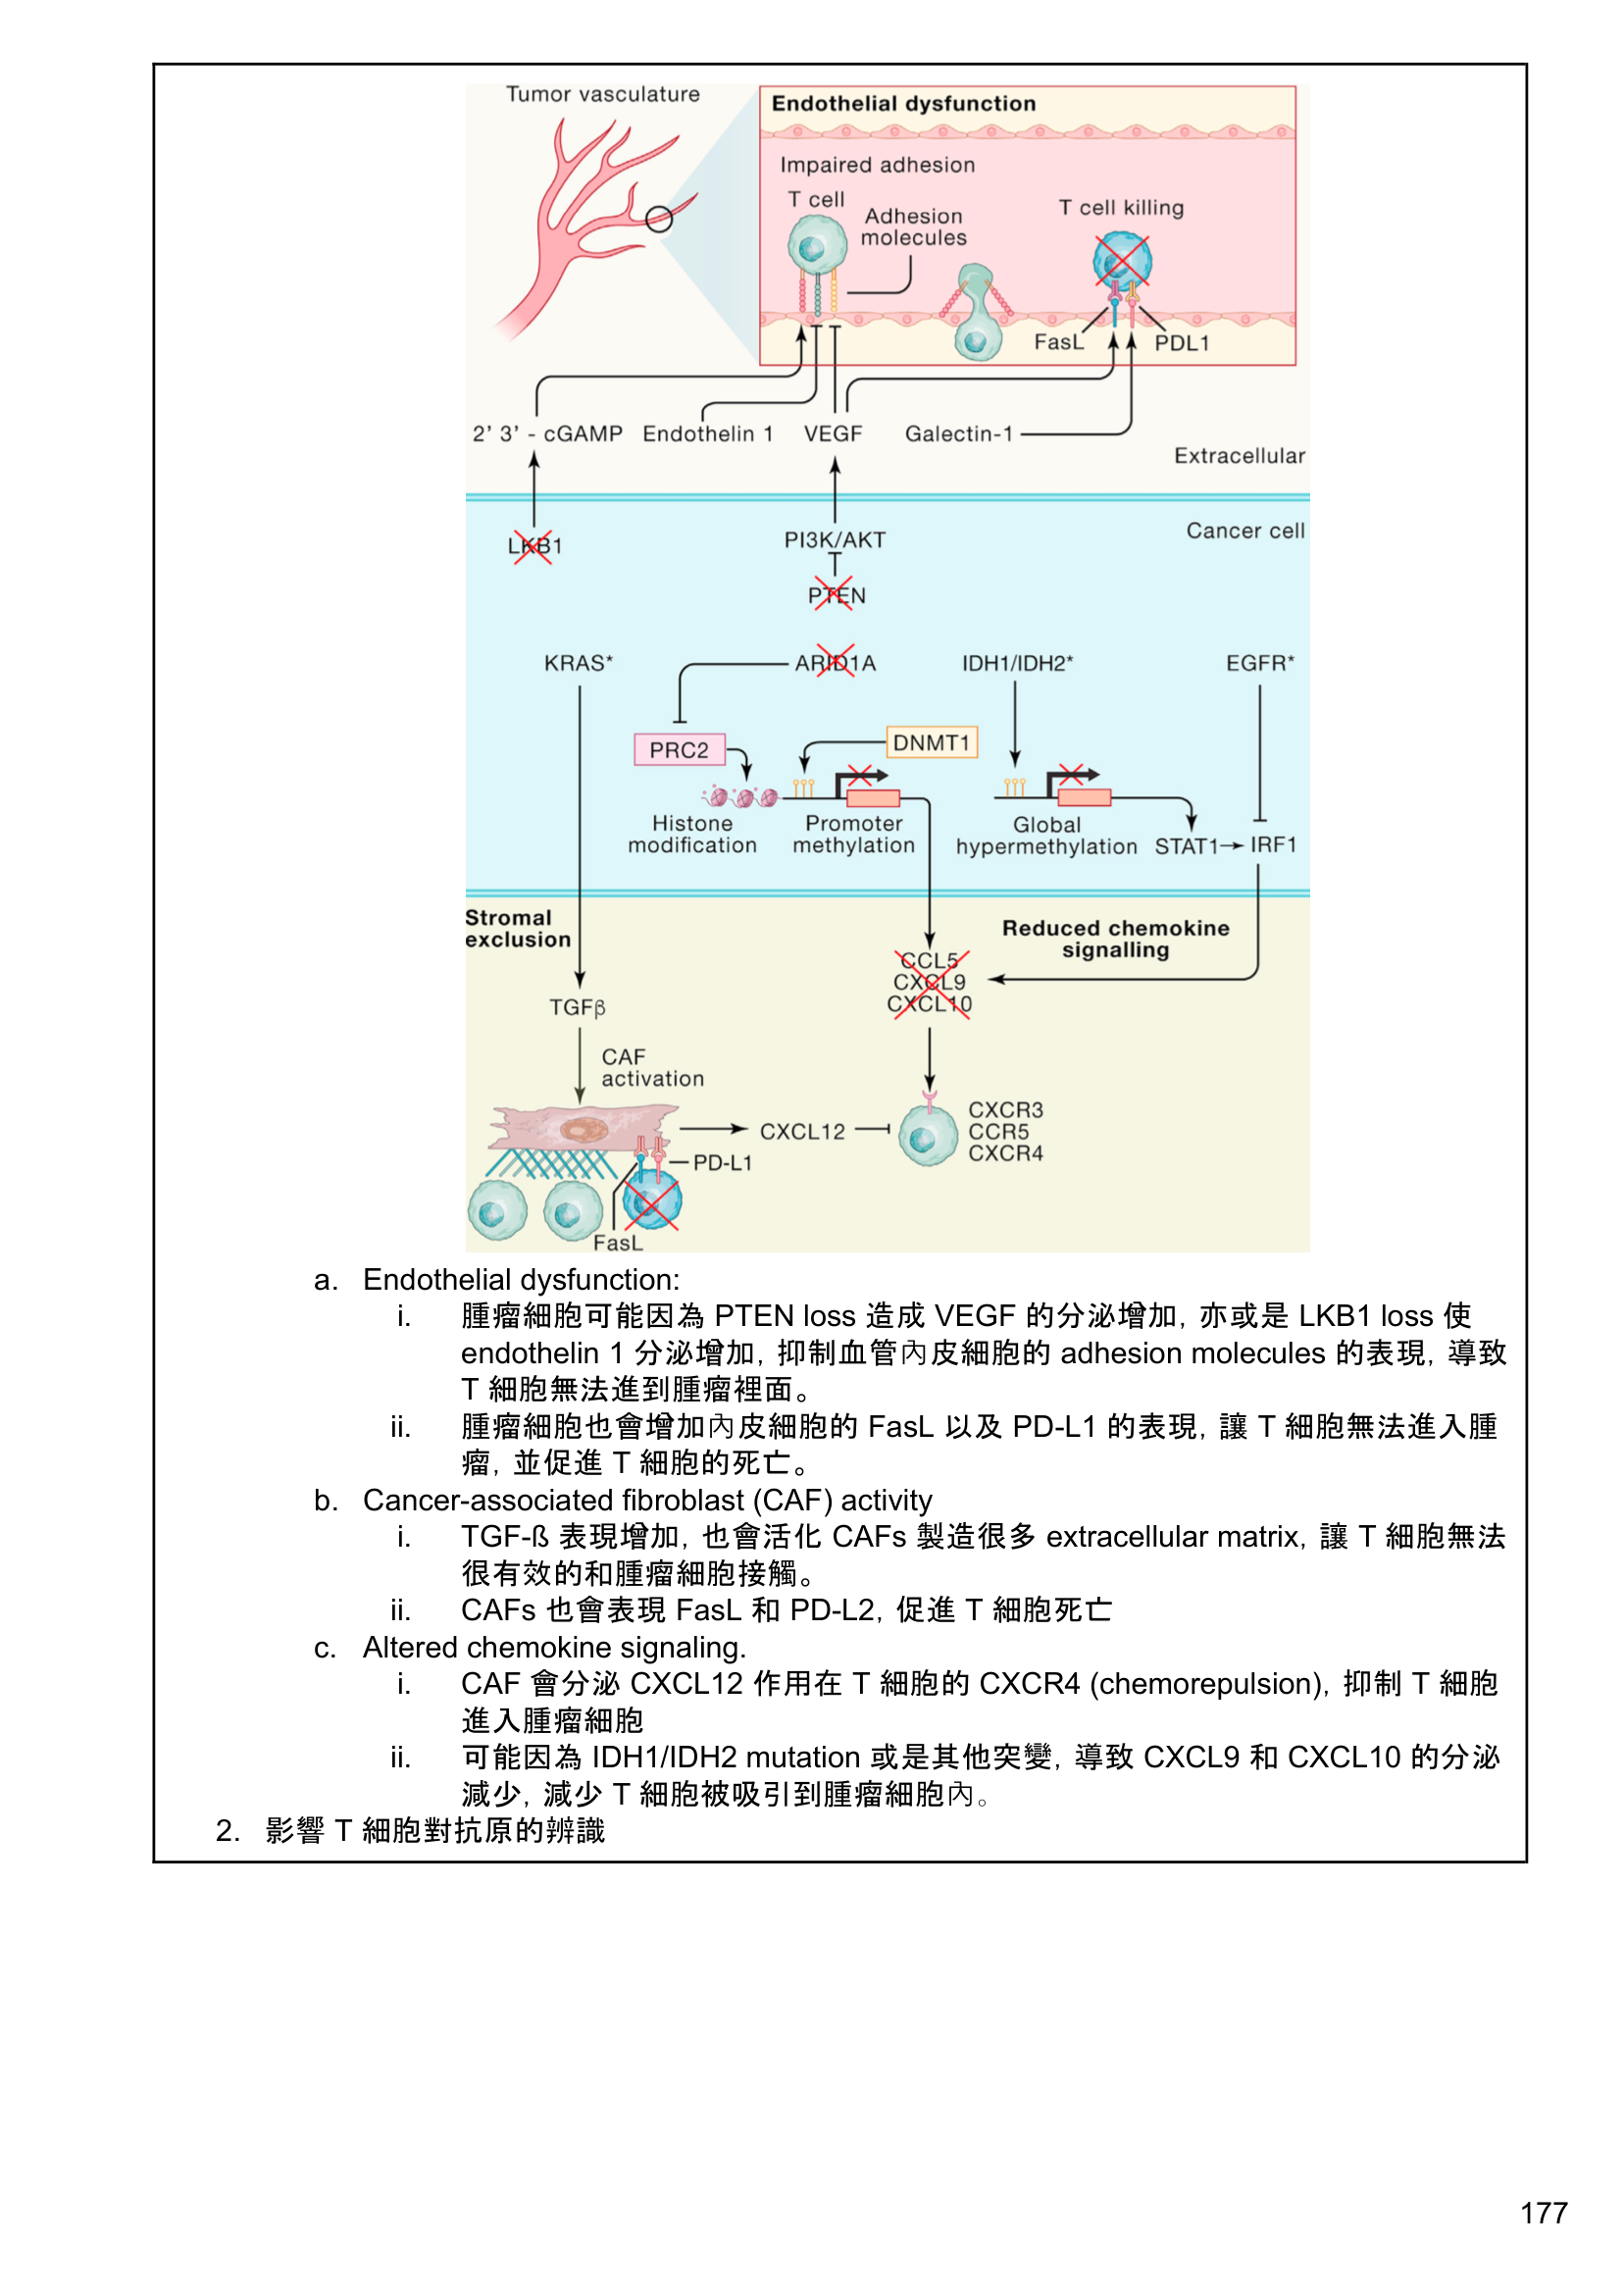 Tumor vasculature
Endothelial dysfunction
Impaired adhesion
T cell
Adhesion
molecules
T cell killing
FasL
PDL1
2’ 3’ - cGAMP
Endothelin 1
VEGF
Galectin-1
Extracellular
Cancer cell
LKB1
PI3K/AKT
PTEN
KRAS*
ARID1A
IDH1/IDH2*
EGFR*
PRC2
DNMT1
Histone
modification
Promoter
methylation
Global
hypermethylation
STAT1
IRF1
Stromal
exclusion
Reduced chemokine
signalling
CCL5
CXCL9
CXCL10
TGFβ
CAF
activation
CXCL12
CXCR3
CCR5
CXCR4
PD-L1
FasL
a. Endothelial dysfunction:
i. 腫瘤細胞可能因為 PTEN loss 造成 VEGF 的分泌增加, 亦或是 LKB1 loss 使
endothelin 1 分泌增加, 抑制血管內皮細胞的 adhesion molecules 的表現, 導致
T 細胞無法進到腫瘤裡面。
ii. 腫瘤細胞也會增加內皮細胞的 FasL 以及 PD-L1 的表現, 讓 T 細胞無法進入腫
瘤, 並促進 T 細胞的死亡。
b. Cancer-associated fibroblast (CAF) activity
i. TGF-ß 表現增加, 也會活化 CAFs 製造很多 extracellular matrix, 讓 T 細胞無法
很有效的和腫瘤細胞接觸。
ii. CAFs 也會表現 FasL 和 PD-L2, 促進 T 細胞死亡
c. Altered chemokine signaling.
i. CAF 會分泌 CXCL12 作用在 T 細胞的 CXCR4 (chemorepulsion), 抑制 T 細胞
進入腫瘤細胞
ii. 可能因為 IDH1/IDH2 mutation 或是其他突變, 導致 CXCL9 和 CXCL10 的分泌
減少, 減少 T 細胞被吸引到腫瘤細胞內。
2. 影響 T 細胞對抗原的辨識
177